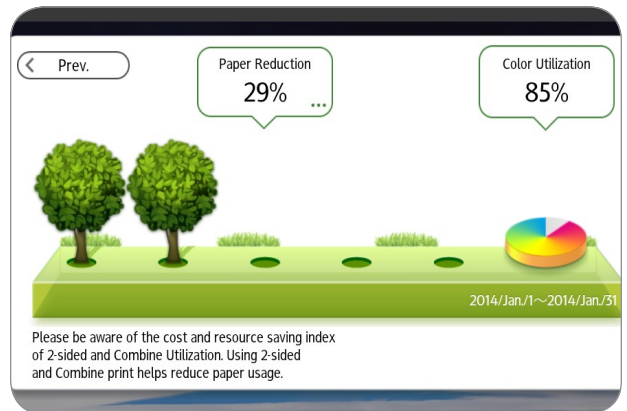 Prev.
Paper Reduction
29%
...
Color Utilization
85%
2014/Jan./1～2014/Jan./31
Please be aware of the cost and resource saving index
of 2-sided and Combine Utilization. Using 2-sided
and Combine print helps reduce paper usage.